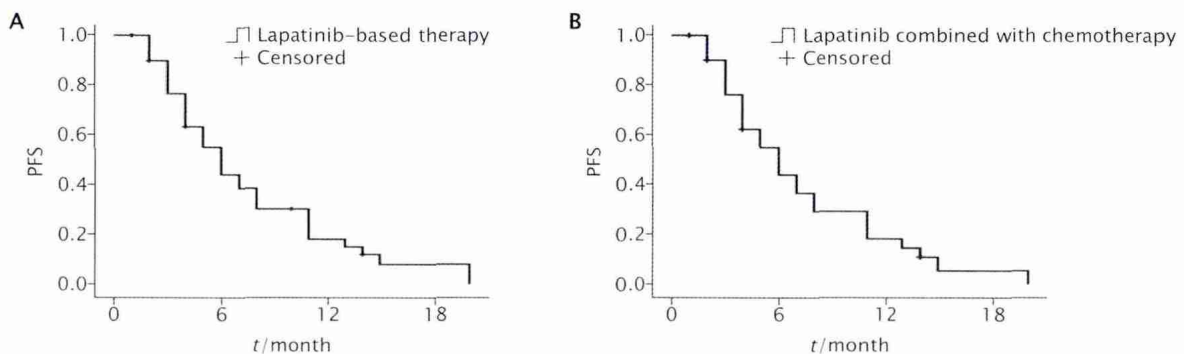 A
Lapatinib-based therapy
Censored
1.0
0.8
0.6
0.4
0.2
0.0
PFS
0 6 12 18
t/month
B
Lapatinib combined with chemotherapy
Censored
1.0
0.8
0.6
0.4
0.2
0.0
PFS
0 6 12 18
t/month